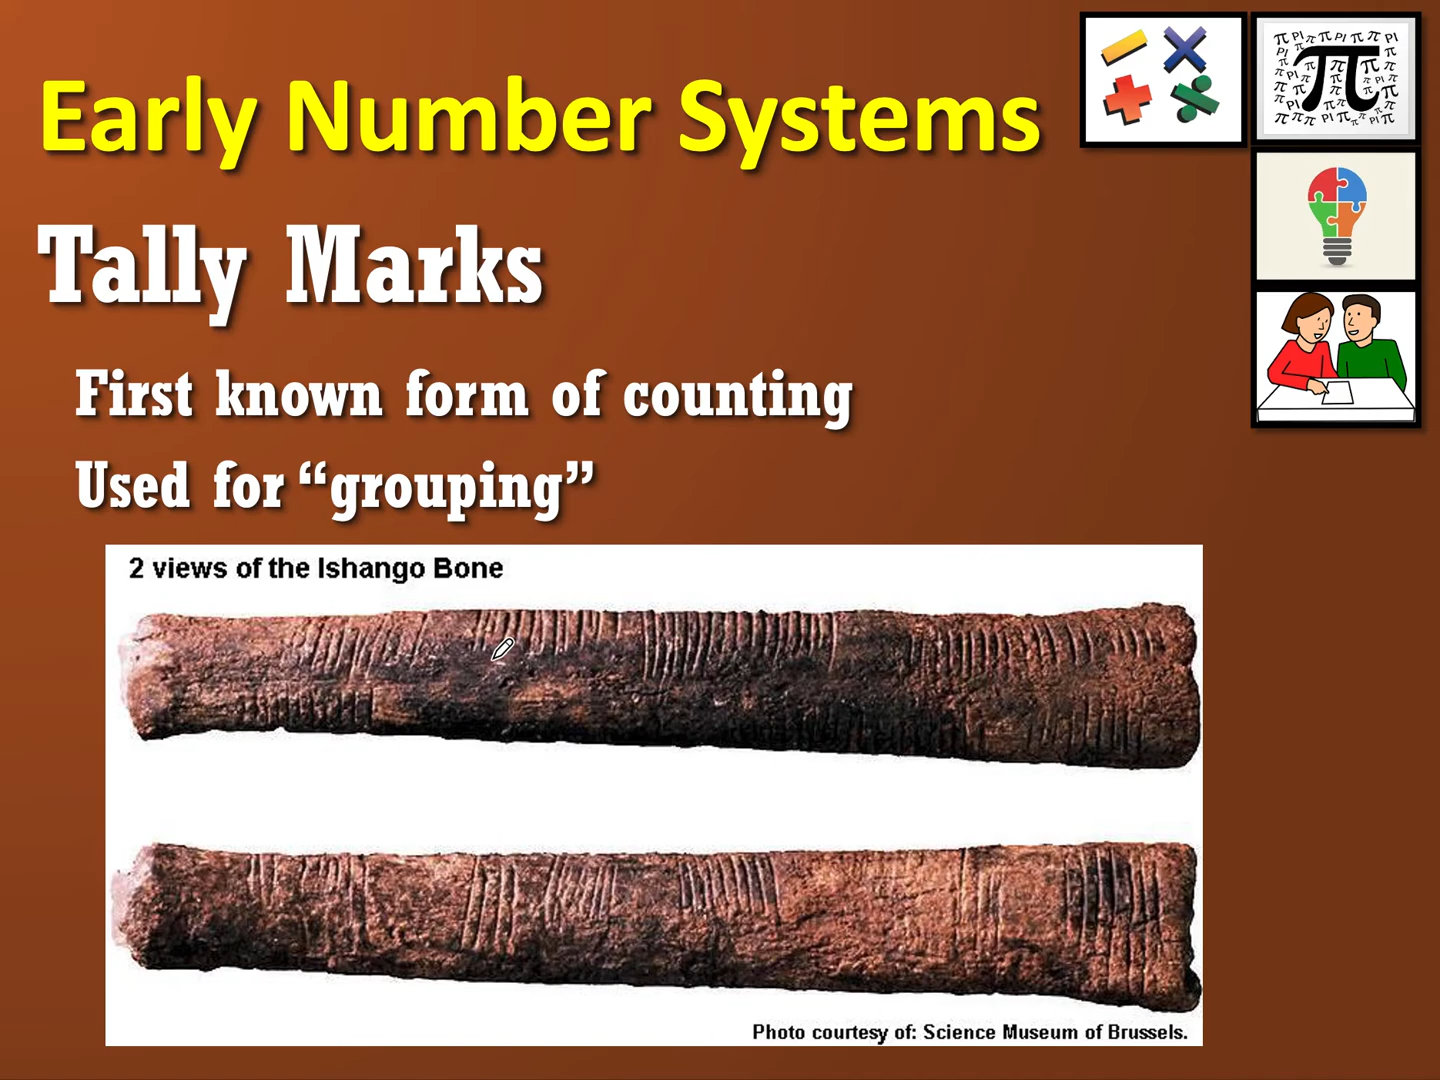 Early Number Systems
Tally Marks
First known form of counting
Used for “grouping”
2 views of the Ishango Bone
Photo courtesy of: Science Museum of Brussels.